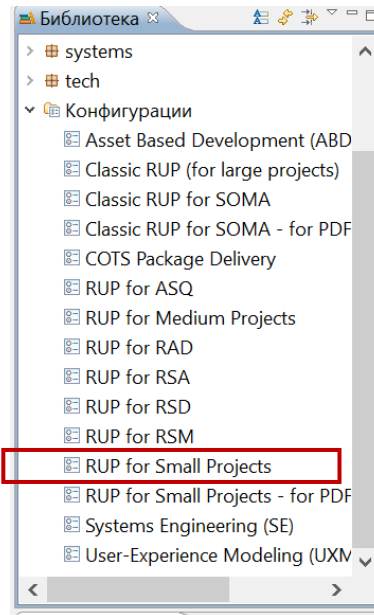 Библиотека
systems
tech
Конфигурации
Asset Based Development (ABD
Classic RUP (for large projects)
Classic RUP for SOMA
Classic RUP for SOMA - for PDF
COTS Package Delivery
RUP for ASQ
RUP for Medium Projects
RUP for RAD
RUP for RSA
RUP for RSD
RUP for RSM
RUP for Small Projects
RUP for Small Projects - for PDF
Systems Engineering (SE)
User-Experience Modeling (UXM